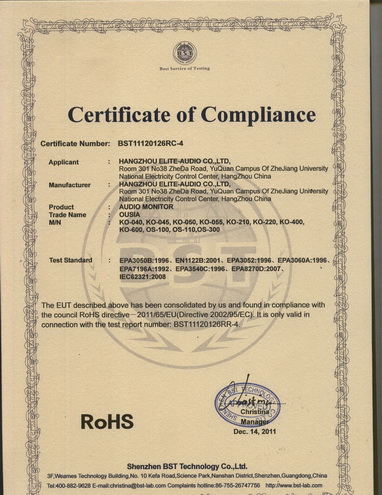 BST
Best Service of Testing
Certificate of Compliance
Certificate Number: BST11120126RC-4
Applicant : HANGZHOU ELITE-AUDIO CO.,LTD,
Room 301 No38 ZheDa Road, YuQuan Campus Of ZheJiang University
National Electricity Control Center, HangZhou China
Manufacturer : HANGZHOU ELITE-AUDIO CO.,LTD,
Room 301 No38 ZheDa Road, YuQuan Campus Of ZheJiang University
National Electricity Control Center, HangZhou China
Product : AUDIO MONITOR
Trade Name : OUSIA
M/N : KO-040, KO-045, KO-050, KO-055, KO-210, KO-220, KO-400,
KO-600, OS-100, OS-110,OS-300
Test Standard : EPA3050B:1996、EN1122B:2001、EPA3052:1996、EPA3060A:1996、
EPA7196A:1992、EPA3540C:1996、EPA8270D:2007、
IEC62321:2008
The EUT described above has been consolidated by us and found in compliance with
the council RoHS directive—2011/65/EU(Directive 2002/95/EC). It is only valid in
connection with the test report number: BST11120126RR-4.
RoHS
Christina
Manager
Dec. 14, 2011
Shenzhen BST Technology Co.,Ltd.
3F,Weames Technology Building,No. 10 Kefa Road,Science Park,Nanshan District,Shenzhen,Guangdong,China
Tel:400-882-9628 E-mail:christina@bst-lab.com Complaints hotline:86-755-26747756 http://www.bst-lab.com